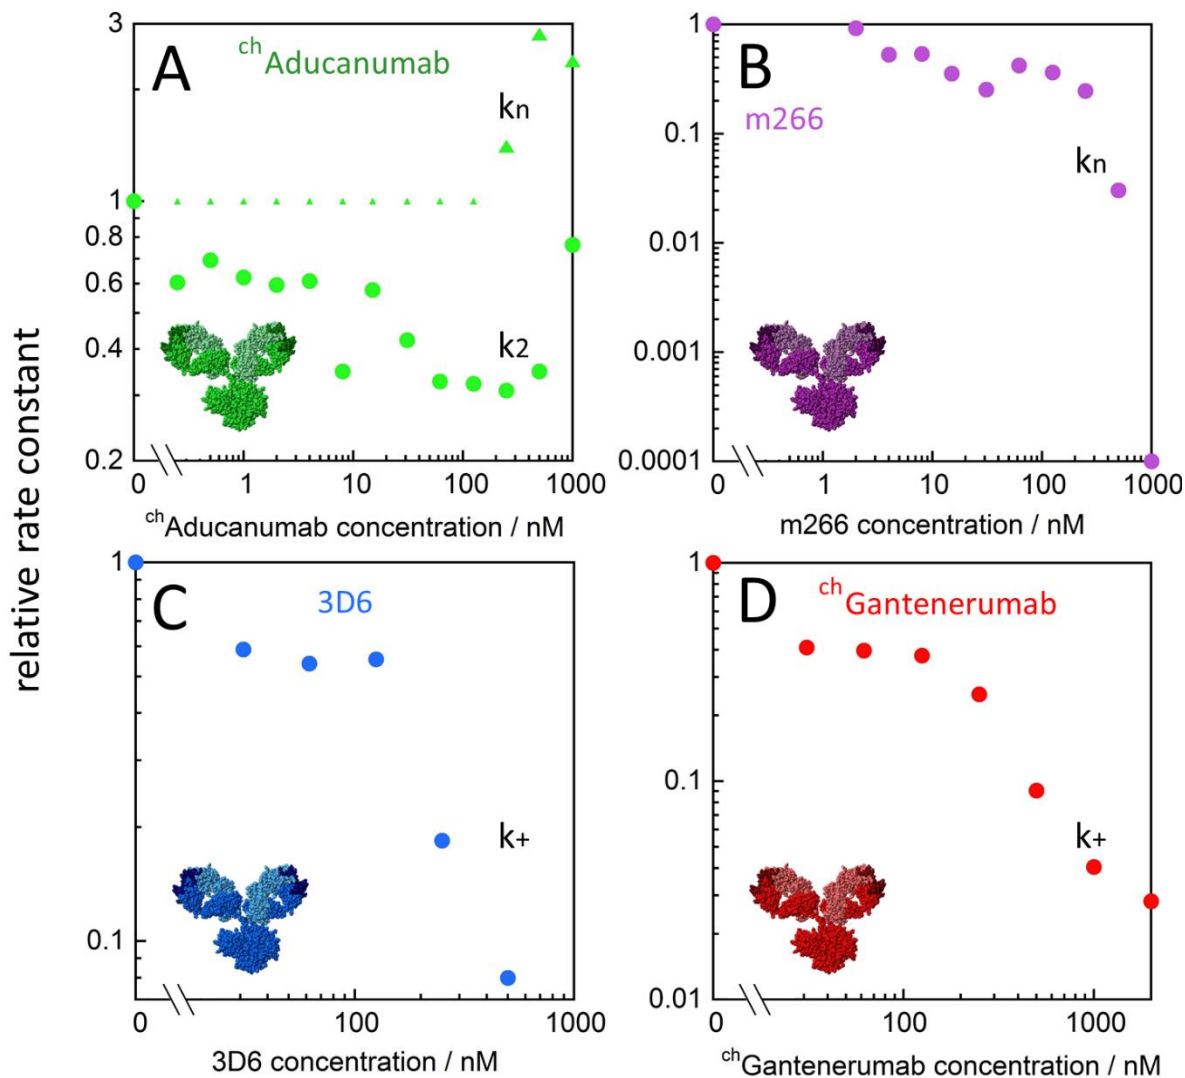 relative rate constant
A
chAducanumab
kn
k2
3
1
0.8
0.6
0.4
0.2
0 1 10 100 1000
chAducanumab concentration / nM
B
m266
kn
1
0.1
0.01
0.001
0.0001
0 1 10 100 1000
m266 concentration / nM
C
3D6
k+
1
0.1
0 100 1000
3D6 concentration / nM
D
chGantenerumab
k+
1
0.1
0.01
0 100 1000
chGantenerumab concentration / nM